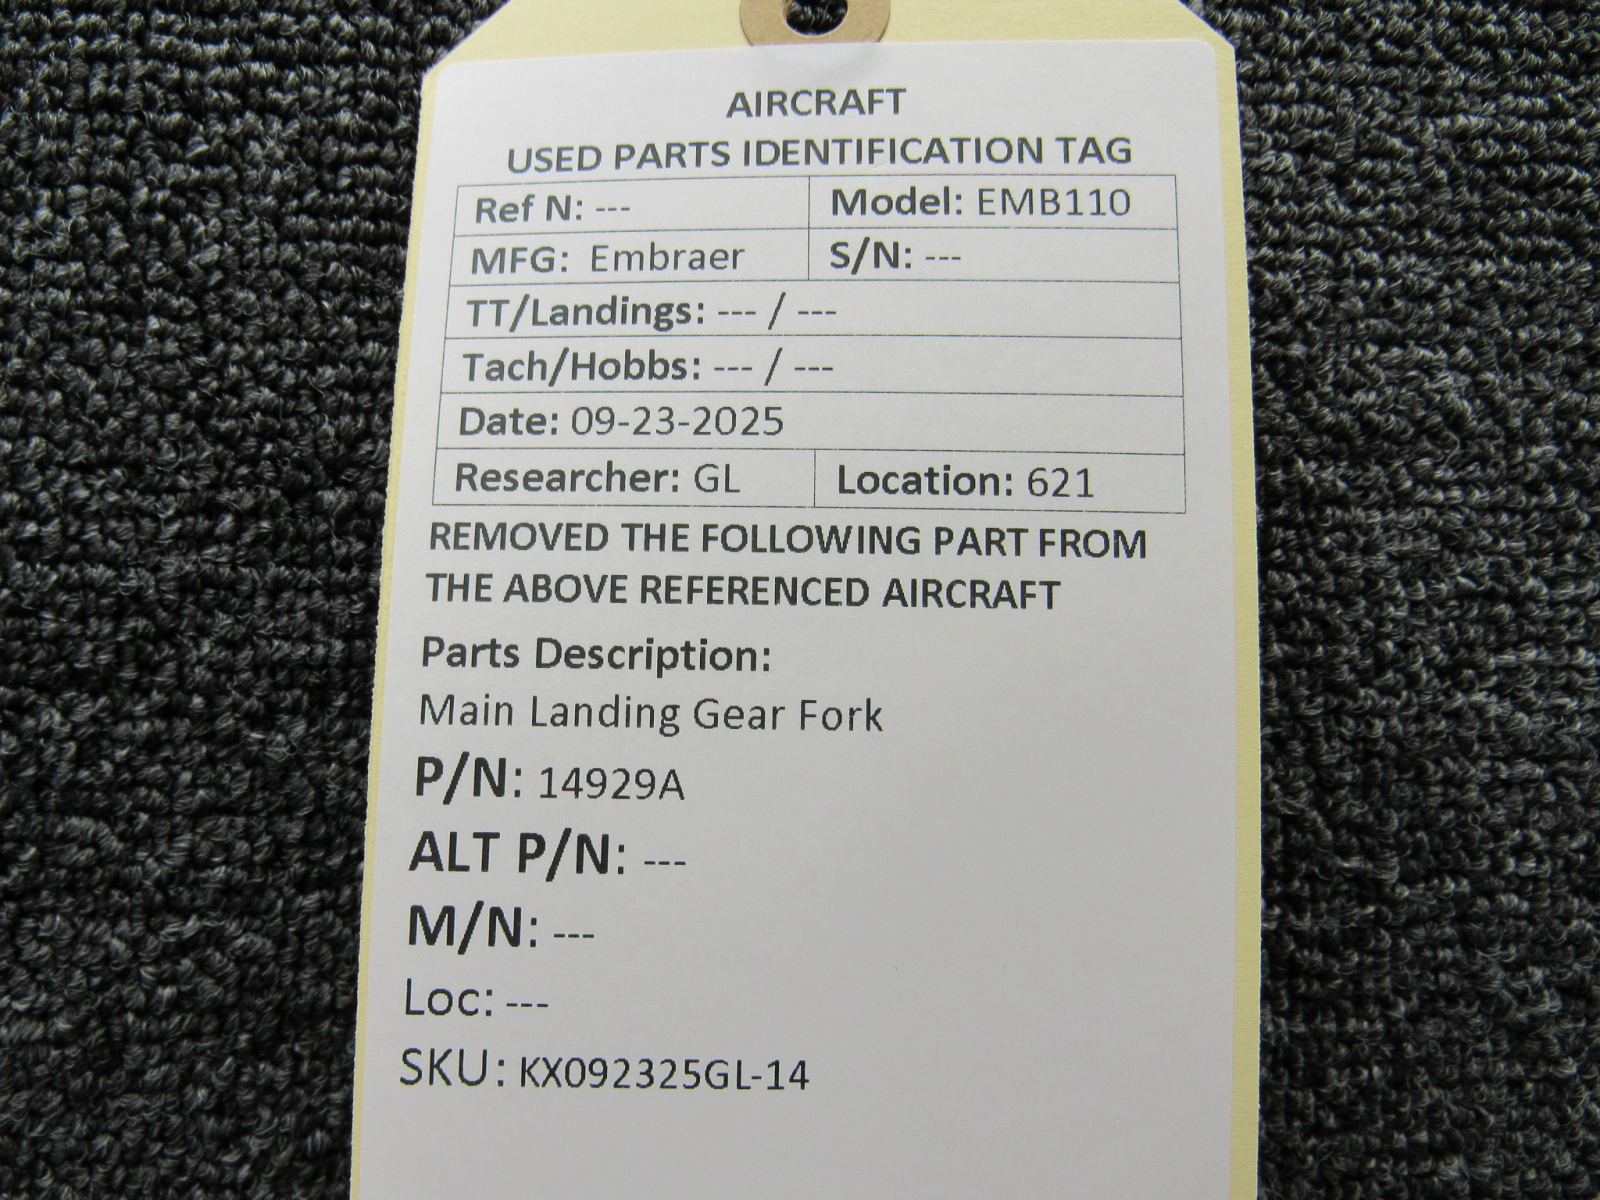 AIRCRAFT
USED PARTS IDENTIFICATION TAG
Ref N: --- Model: EMB110
MFG: Embraer S/N: ---
TT/Landings: --- / ---
Tach/Hobbs: --- / ---
Date: 09-23-2025
Researcher: GL Location: 621
REMOVED THE FOLLOWING PART FROM
THE ABOVE REFERENCED AIRCRAFT
Parts Description:
Main Landing Gear Fork
P/N: 14929A
ALT P/N: ---
M/N: ---
Loc: ---
SKU: KX092325GL-14